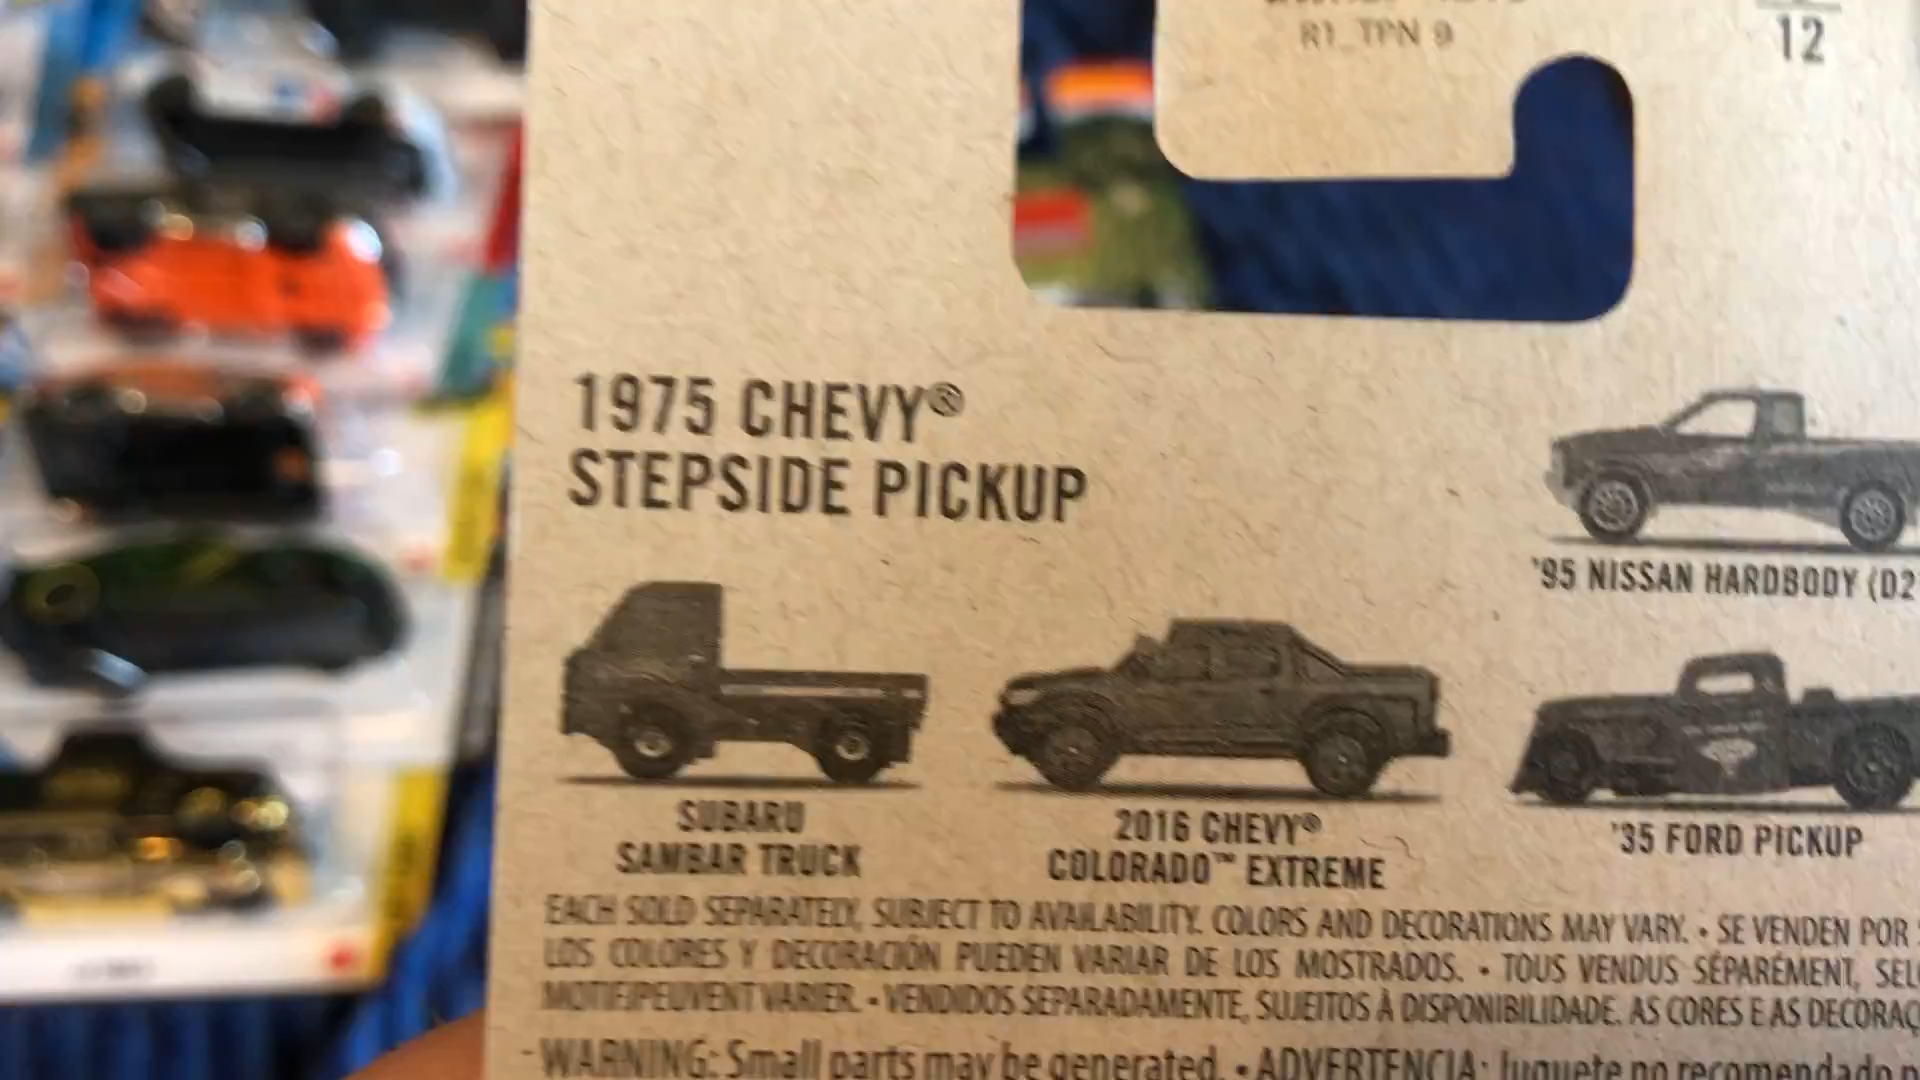 R1_TPN 9
12
1975 CHEVY®
STEPSIDE PICKUP
'95 NISSAN HARDBODY (D2
SUBARU
SAMBAR TRUCK
2016 CHEVY®
COLORADO™ EXTREME
'35 FORD PICKUP
EACH SOLD SEPARATELY, SUBJECT TO AVAILABILITY. COLORS AND DECORATIONS MAY VARY. • SE VENDEN POR
LOS COLORES Y DECORACIÓN PUEDEN VARIAR DE LOS MOSTRADOS. • TOUS VENDUS SÉPARÉMENT, SEL
MOTIF PEUVENT VARIER. • VENDIDOS SEPARADAMENTE, SUJEITOS À DISPONIBILIDADE. AS CORES E AS DECORAÇ
WARNING: Small parts may be generated. • ADVERTENCIA: Juguete no recomendado p